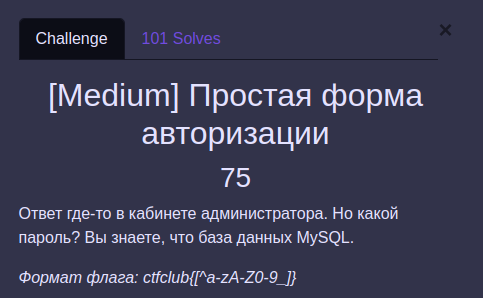 Challenge
101 Solves
×
[Medium] Простая форма
авторизации
75
Ответ где-то в кабинете администратора. Но какой
пароль? Вы знаете, что база данных MySQL.
Формат флага: ctfclub{[^a-zA-Z0-9_]}